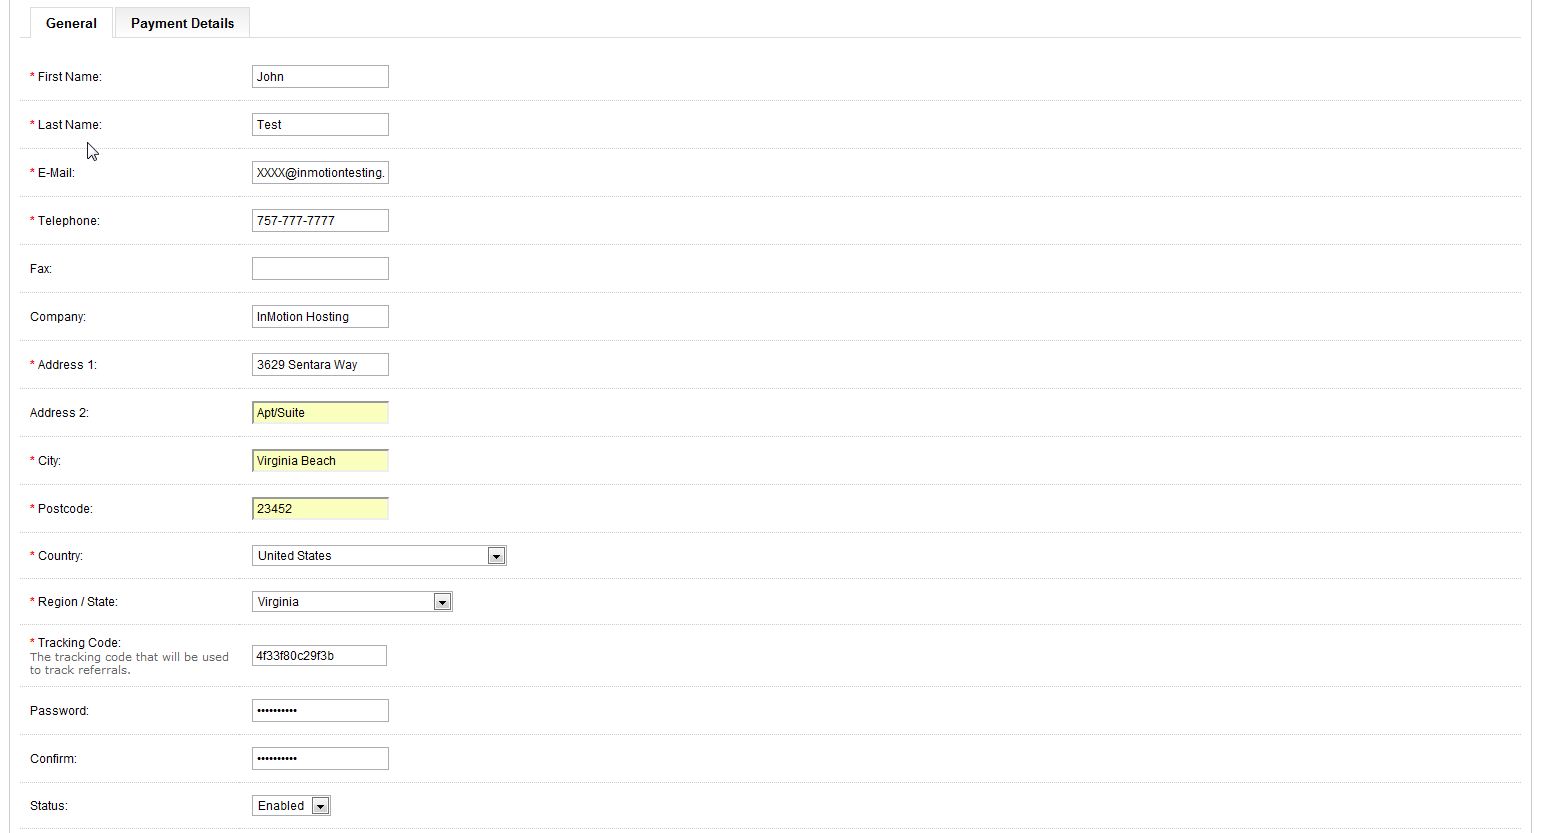 General Payment Details
* First Name: John
* Last Name: Test
* E-Mail: XXXX@inmotiontesting.
* Telephone: 757-777-7777
Fax:
Company: InMotion Hosting
* Address 1: 3629 Sentara Way
Address 2: Apt/Suite
* City: Virginia Beach
* Postcode: 23452
* Country: United States
* Region / State: Virginia
* Tracking Code:
The tracking code that will be used
to track referrals.
4f33f80c29f3b
Password: ••••••••••
Confirm: ••••••••••
Status: Enabled